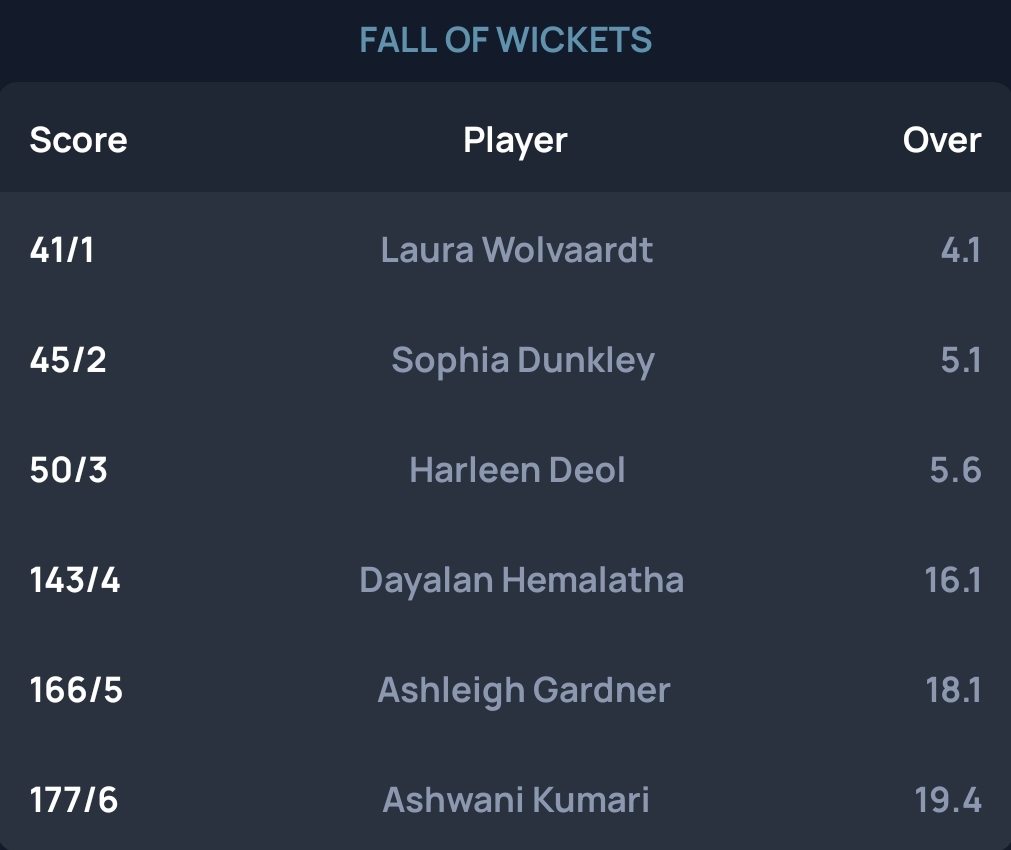 FALL OF WICKETS
Score Player Over
41/1 Laura Wolvaardt 4.1
45/2 Sophia Dunkley 5.1
50/3 Harleen Deol 5.6
143/4 Dayalan Hemalatha 16.1
166/5 Ashleigh Gardner 18.1
177/6 Ashwani Kumari 19.4